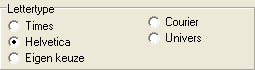 Lettertype
Times
Helvetica
Eigen keuze
Courier
Univers